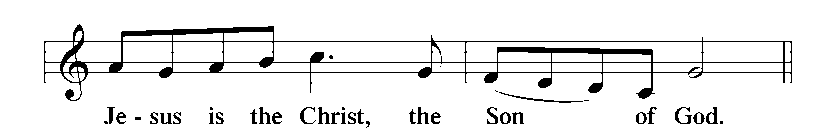 Je - sus is the Christ, the Son of God.